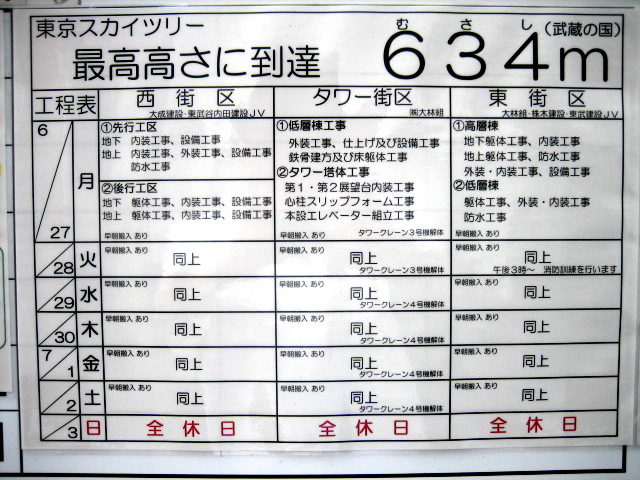 東京スカイツリー
最高高さに到達
むさし
634m
(武蔵の国)
工程表
西街区
大成建設・東武谷内田建設JV
タワー街区
㈱大林組
東街区
大林組・株木建設・東武建設JV
6
27
月
①先行工区
地下 内装工事、設備工事
地上 内装工事、外装工事、設備工事
防水工事
②後行工区
地下 躯体工事、内装工事、設備工事
地上 躯体工事、内装工事、設備工事
早朝搬入 あり
①低層棟工事
外装工事、仕上げ及び設備工事
鉄骨建方及び床躯体工事
②タワー塔体工事
第1・第2展望台内装工事
心柱スリップフォーム工事
本設エレベーター組立工事
早朝搬入 あり
タワークレーン3号機解体
①高層棟
地下躯体工事、内装工事
地上躯体工事、防水工事
外装・内装工事、設備工事
②低層棟
躯体工事、外装・内装工事
防水工事
早朝搬入 あり
28
火
早朝搬入 あり
同上
早朝搬入 あり
同上
タワークレーン3号機解体
早朝搬入 あり
同上
午後3時～ 消防訓練を行います
29
水
早朝搬入 あり
同上
早朝搬入 あり
同上
タワークレーン4号機解体
早朝搬入 あり
同上
30
木
早朝搬入 あり
同上
早朝搬入 あり
同上
タワークレーン4号機解体
早朝搬入 あり
同上
7
1
金
早朝搬入 あり
同上
早朝搬入 あり
同上
タワークレーン4号機解体
早朝搬入 あり
同上
2
土
早朝搬入 あり
同上
早朝搬入 あり
同上
タワークレーン4号機解体
早朝搬入 あり
同上
3
日
全休日
全休日
全休日